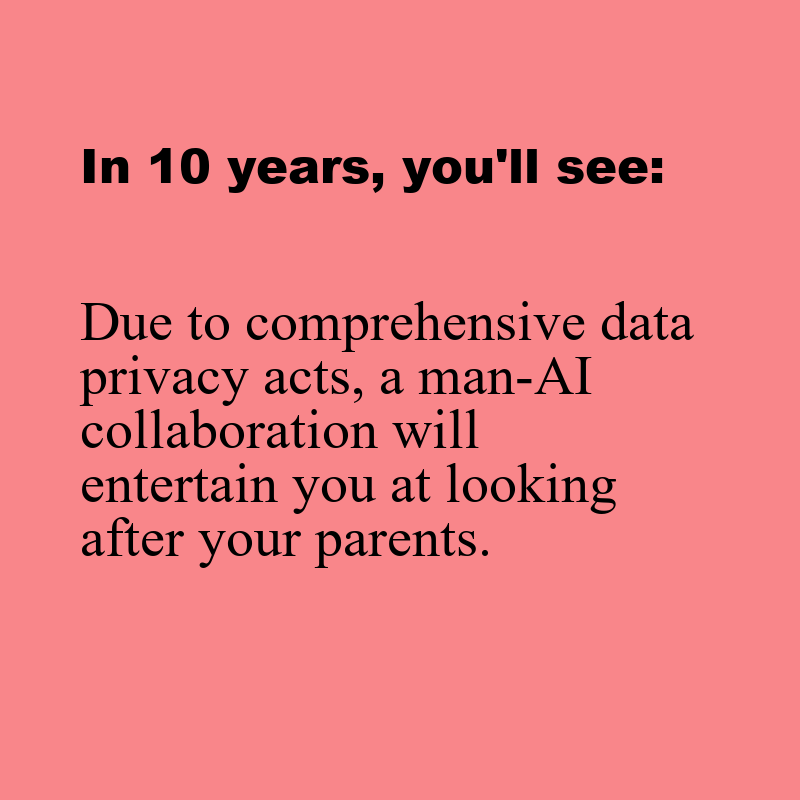 In 10 years, you'll see:
Due to comprehensive data
privacy acts, a man-AI
collaboration will
entertain you at looking
after your parents.